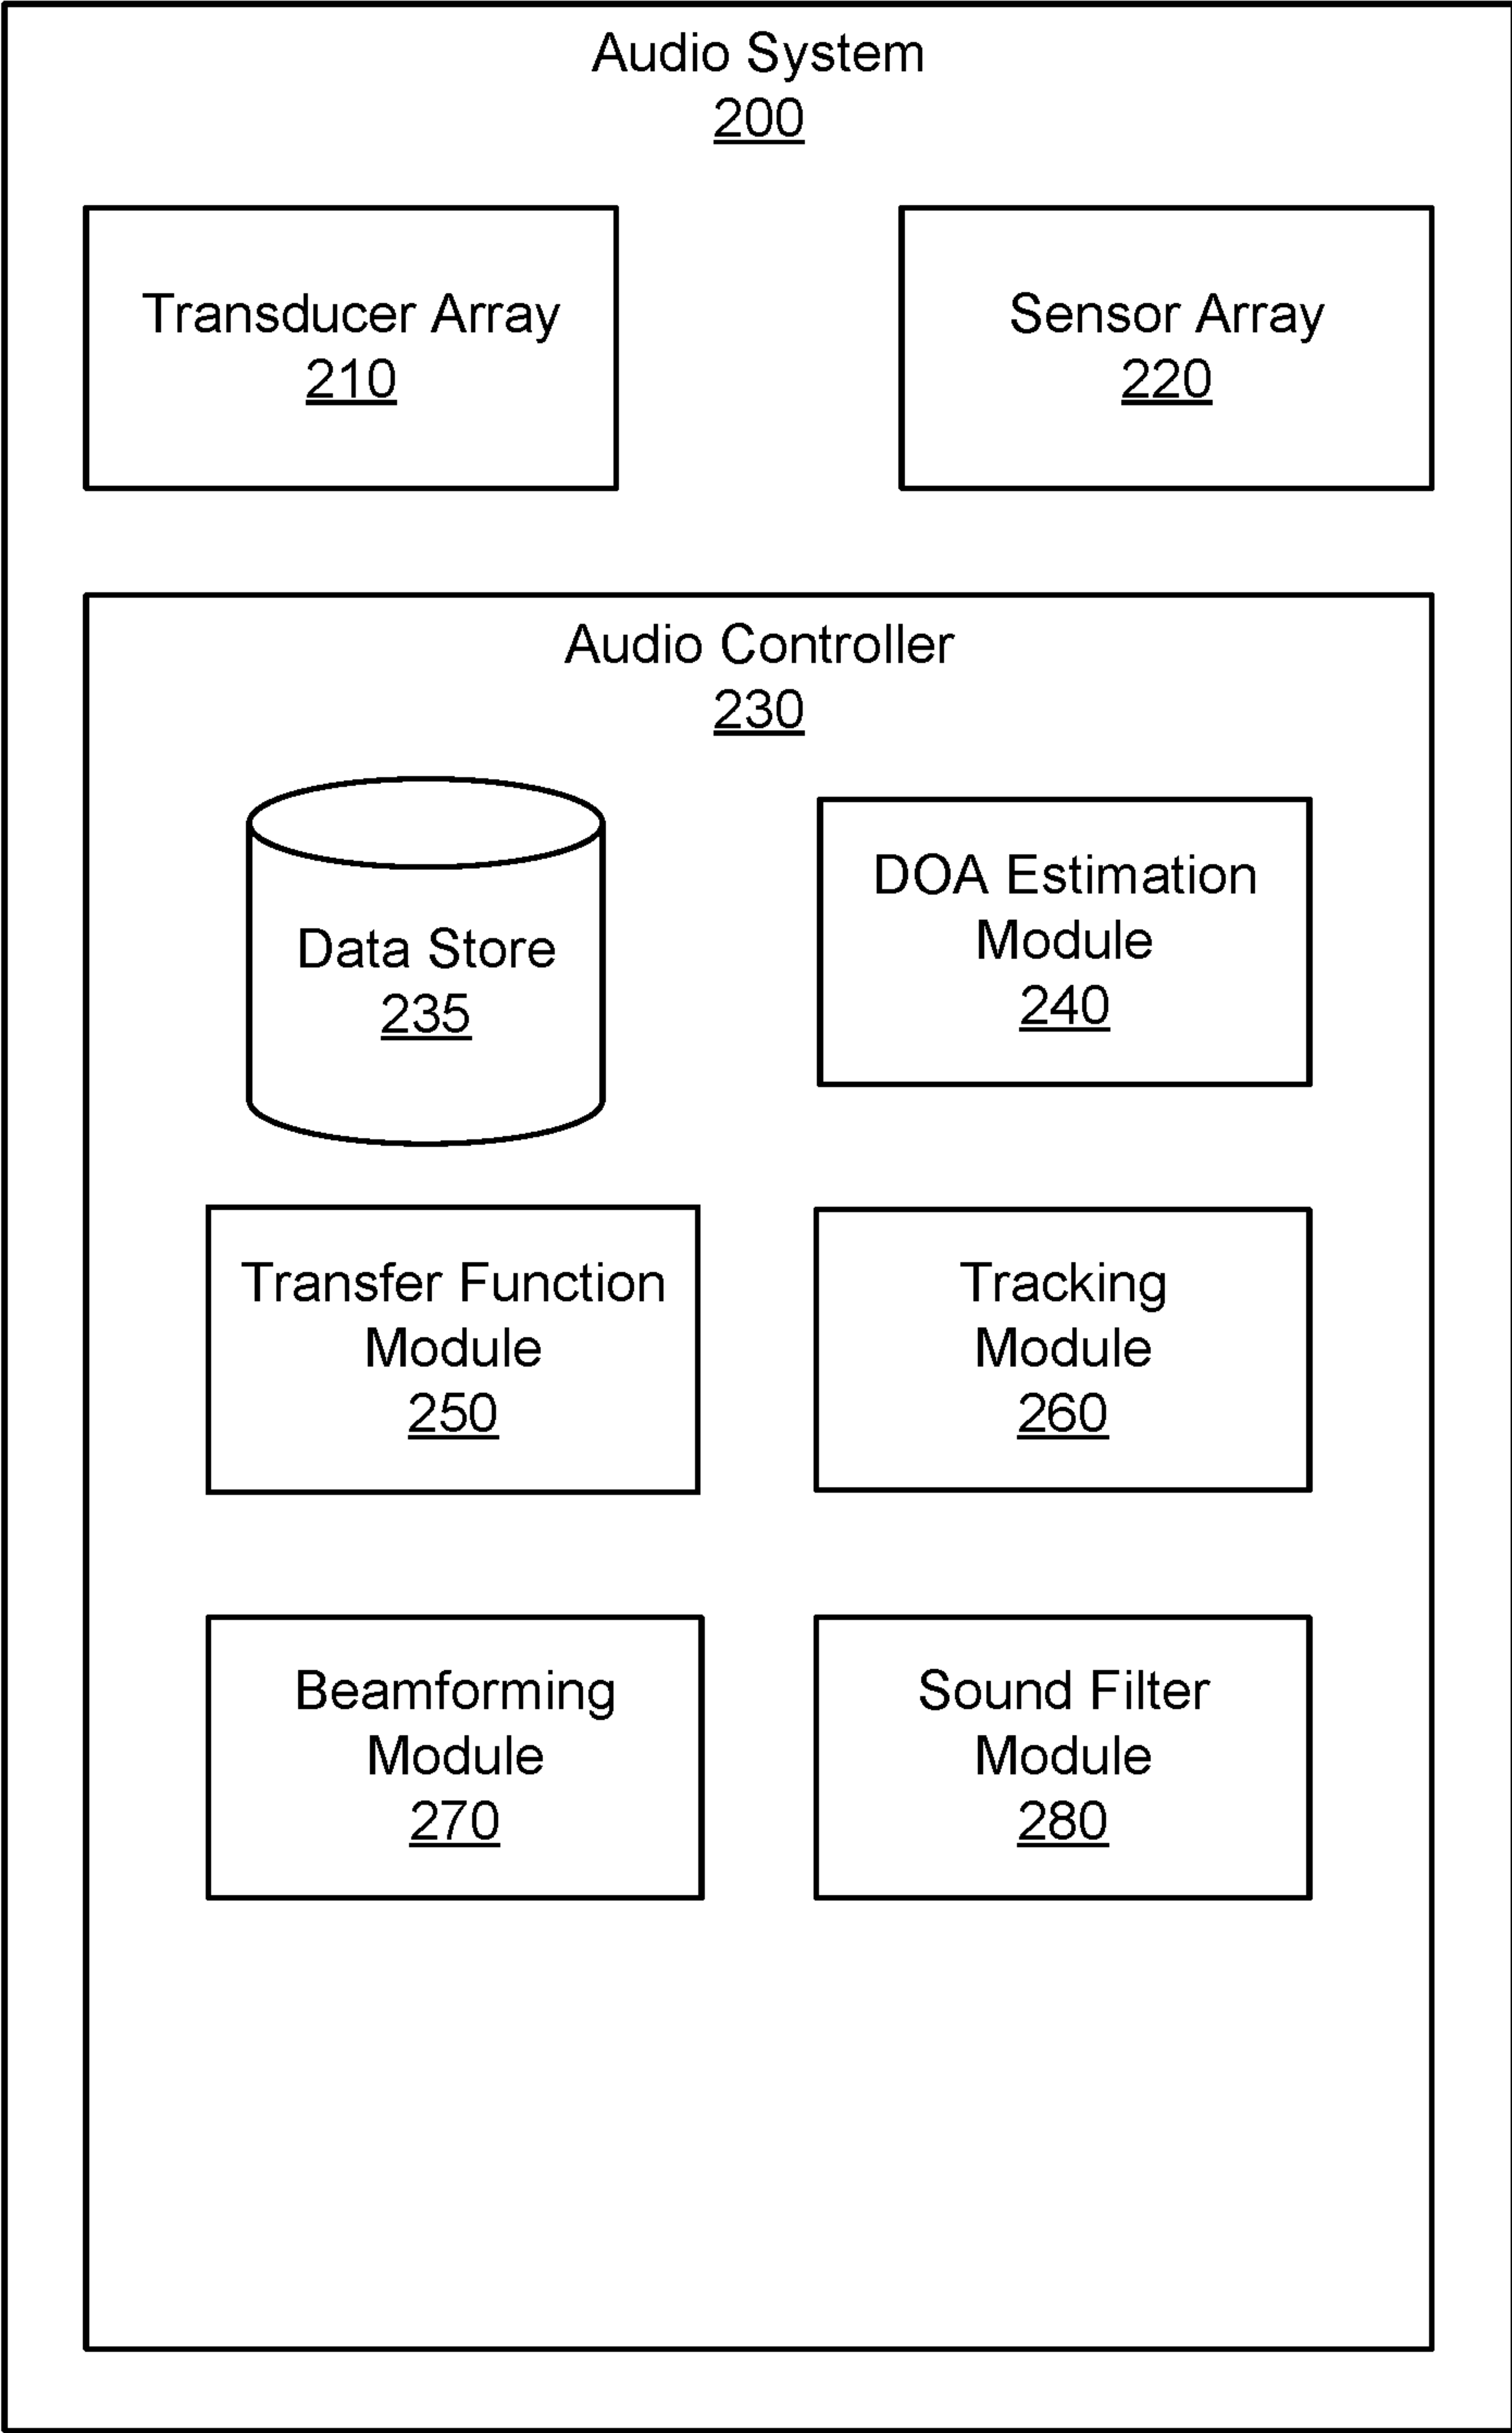 Audio System
200
Transducer Array
210
Sensor Array
220
Audio Controller
230
Data Store
235
DOA Estimation
Module
240
Transfer Function
Module
250
Tracking
Module
260
Beamforming
Module
270
Sound Filter
Module
280